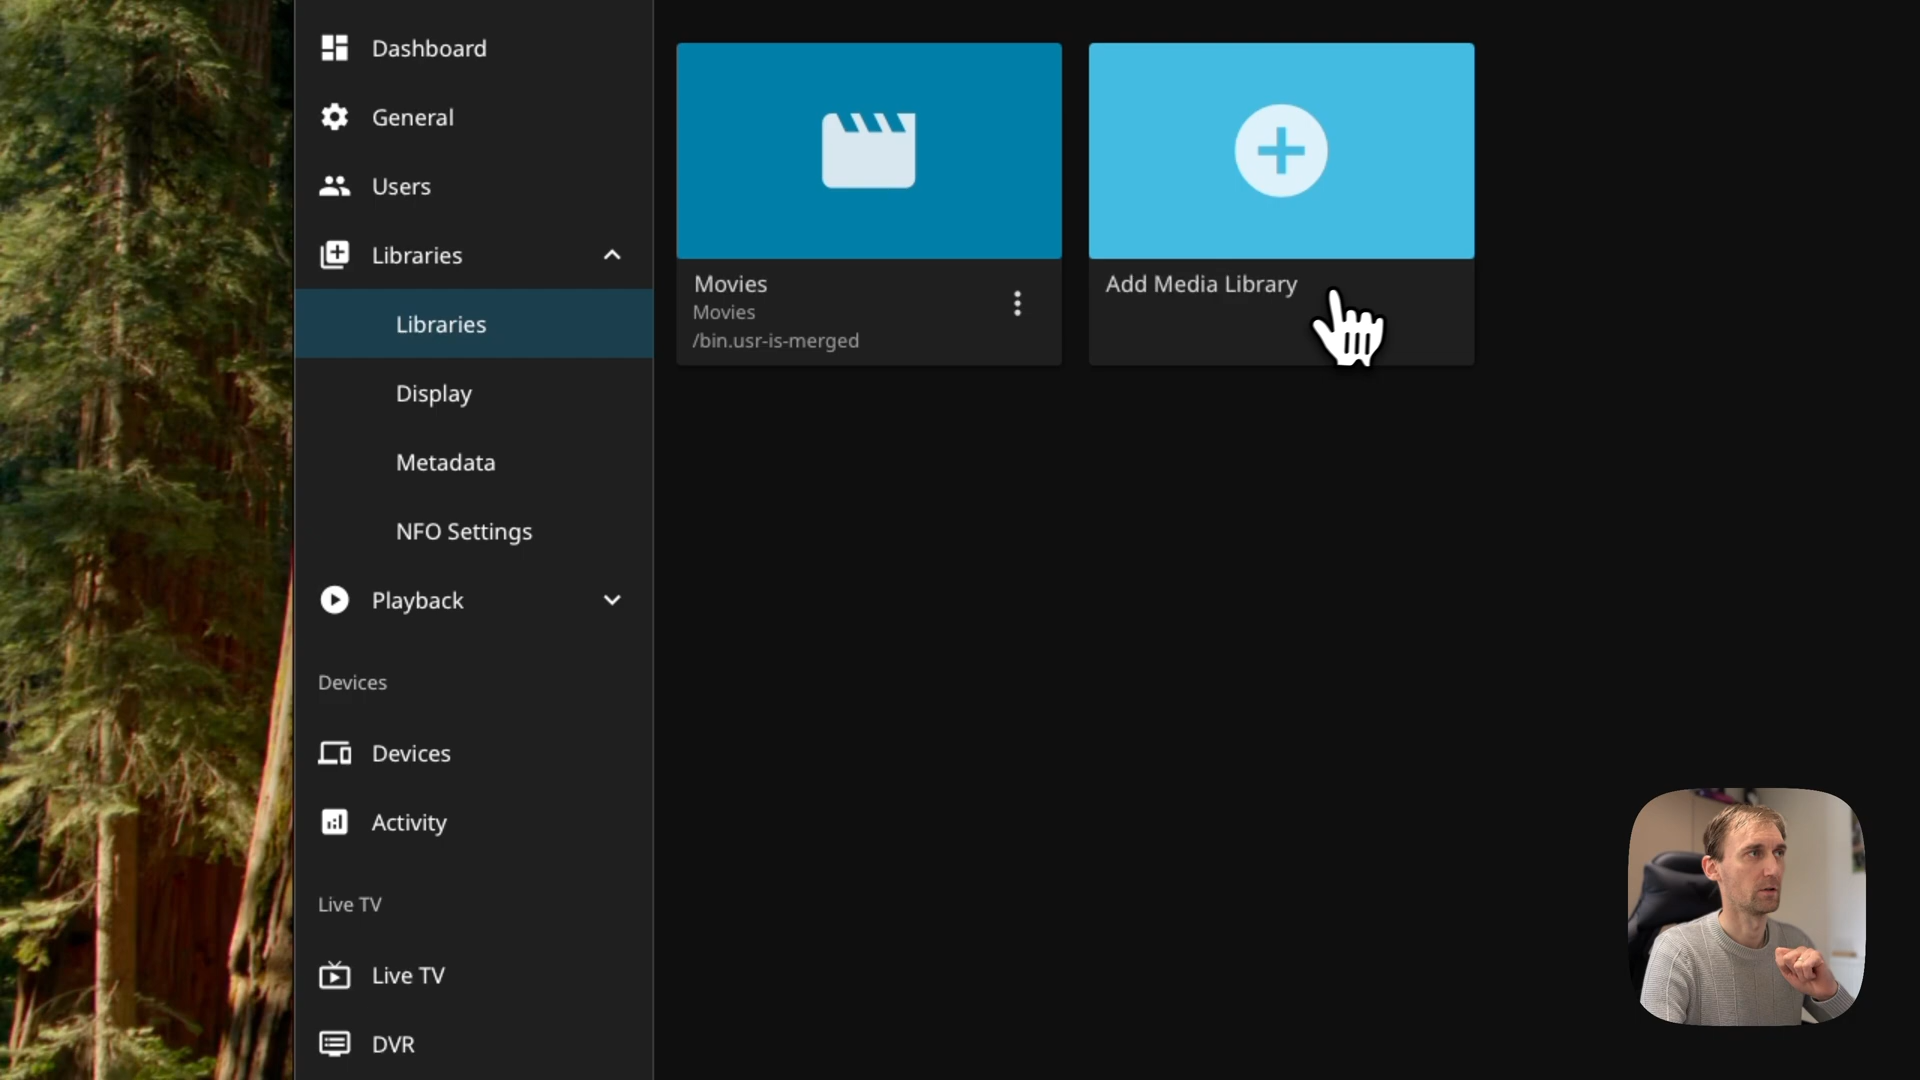 Dashboard
General
Users
Libraries
Libraries
Display
Metadata
NFO Settings
Playback
Devices
Devices
Activity
Live TV
Live TV
DVR
Movies
Movies
/bin.usr-is-merged
Add Media Library